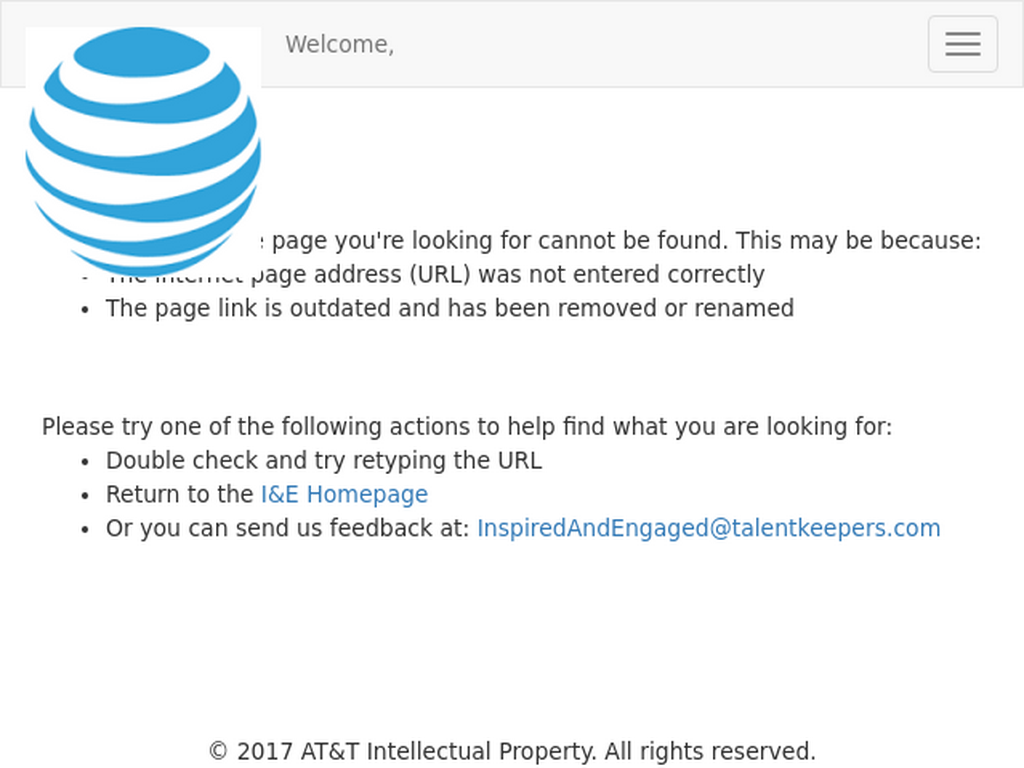 Welcome,
page you're looking for cannot be found. This may be because:
• The Internet page address (URL) was not entered correctly
• The page link is outdated and has been removed or renamed
Please try one of the following actions to help find what you are looking for:
• Double check and try retyping the URL
• Return to the I&E Homepage
• Or you can send us feedback at: InspiredAndEngaged@talentkeepers.com
© 2017 AT&T Intellectual Property. All rights reserved.